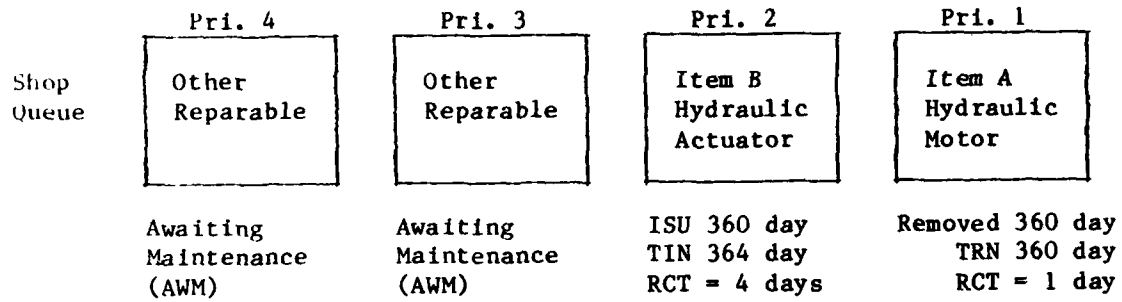 Pri. 4 Pri. 3 Pri. 2 Pri. 1
Shop Queue
Other Reparable
Other Reparable
Item B Hydraulic Actuator
Item A Hydraulic Motor
Awaiting Maintenance (AWM)
Awaiting Maintenance (AWM)
ISU 360 day
TIN 364 day
RCT = 4 days
Removed 360 day
TRN 360 day
RCT = 1 day